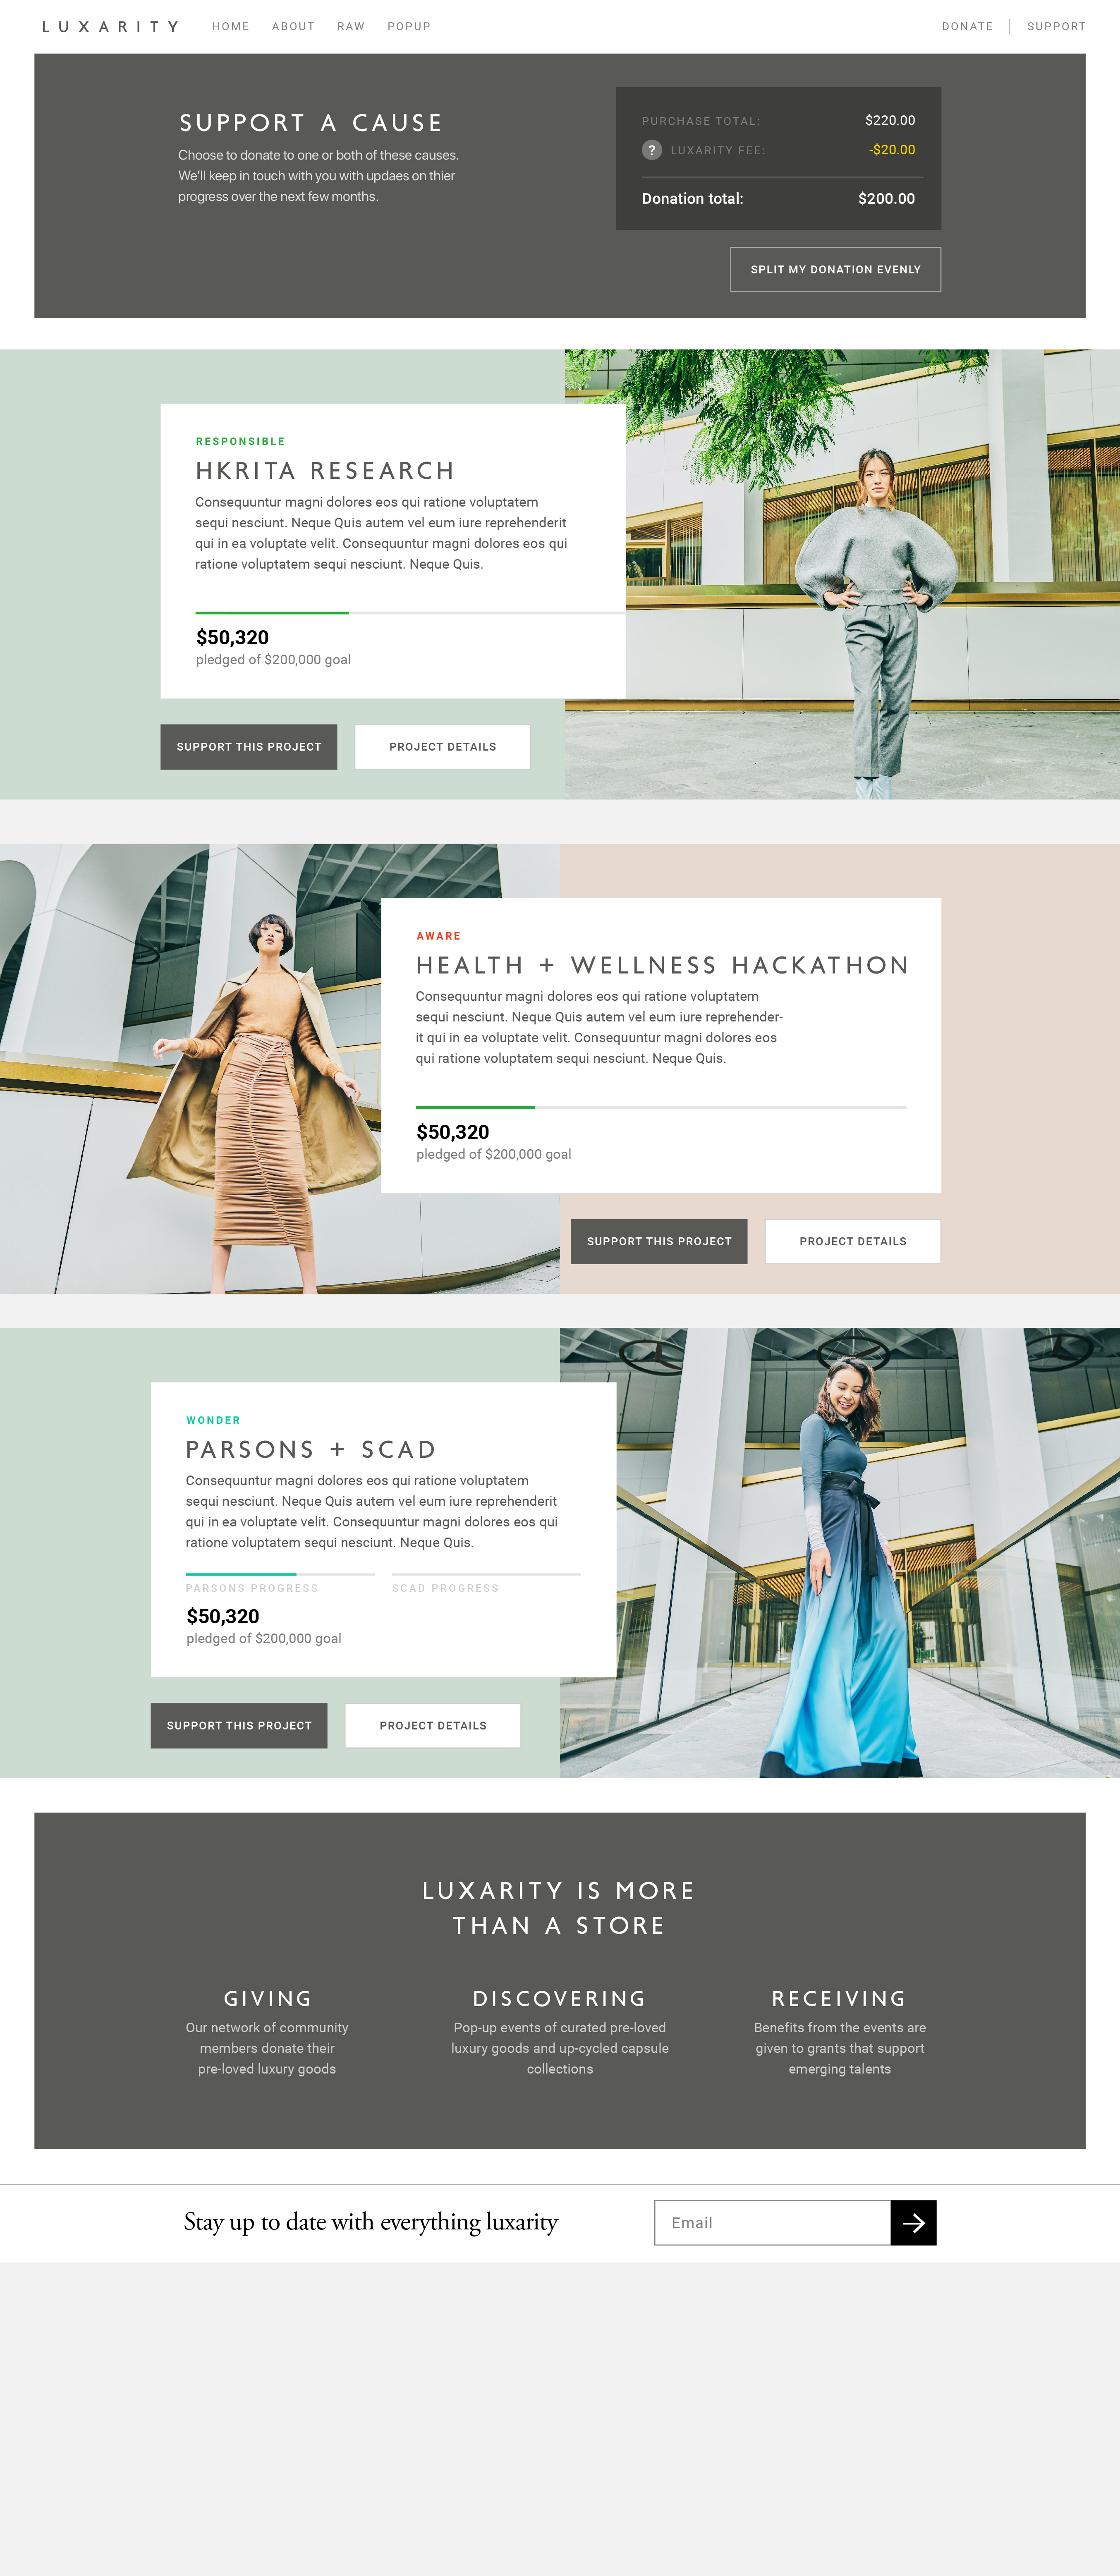 LUXARITY HOME ABOUT RAW POPUP DONATE SUPPORT
SUPPORT A CAUSE
Choose to donate to one or both of these causes.
We'll keep in touch with you with updaes on thier
progress over the next few months.
PURCHASE TOTAL: $220.00
? LUXARITY FEE: -$20.00
Donation total: $200.00
SPLIT MY DONATION EVENLY
RESPONSIBLE
HKRITA RESEARCH
Consequuntur magni dolores eos qui ratione voluptatem
sequi nesciunt. Neque Quis autem vel eum iure reprehenderit
qui in ea voluptate velit. Consequuntur magni dolores eos qui
ratione voluptatem sequi nesciunt. Neque Quis.
$50,320
pledged of $200,000 goal
SUPPORT THIS PROJECT PROJECT DETAILS
AWARE
HEALTH + WELLNESS HACKATHON
Consequuntur magni dolores eos qui ratione voluptatem
sequi nesciunt. Neque Quis autem vel eum iure reprehender-
it qui in ea voluptate velit. Consequuntur magni dolores eos
qui ratione voluptatem sequi nesciunt. Neque Quis.
$50,320
pledged of $200,000 goal
SUPPORT THIS PROJECT PROJECT DETAILS
WONDER
PARSONS + SCAD
Consequuntur magni dolores eos qui ratione voluptatem
sequi nesciunt. Neque Quis autem vel eum iure reprehenderit
qui in ea voluptate velit. Consequuntur magni dolores eos qui
ratione voluptatem sequi nesciunt. Neque Quis.
PARSONS PROGRESS SCAD PROGRESS
$50,320
pledged of $200,000 goal
SUPPORT THIS PROJECT PROJECT DETAILS
LUXARITY IS MORE
THAN A STORE
GIVING
Our network of community
members donate their
pre-loved luxury goods
DISCOVERING
Pop-up events of curated pre-loved
luxury goods and up-cycled capsule
collections
RECEIVING
Benefits from the events are
given to grants that support
emerging talents
Stay up to date with everything luxarity
Email